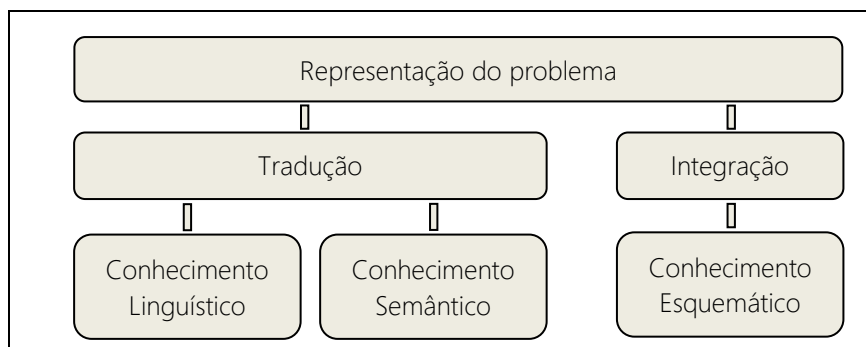 Representação do problema
Tradução
Integração
Conhecimento
Linguístico
Conhecimento
Semântico
Conhecimento
Esquemático